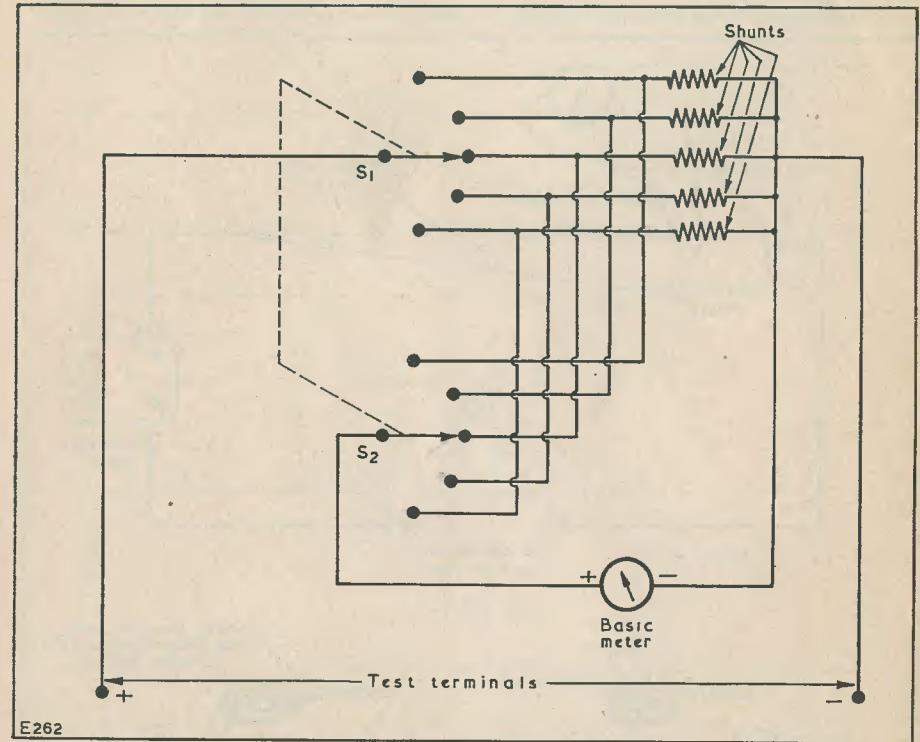 Shunts
S1
S2
+ −
Basic
meter
Test terminals
+ −
E262